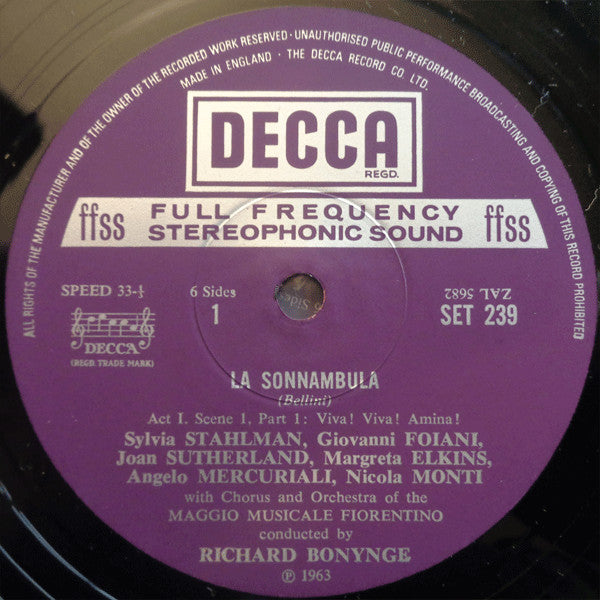 ALL RIGHTS OF THE MANUFACTURER AND OF THE OWNER OF THE RECORDED WORK RESERVED · UNAUTHORISED PUBLIC PERFORMANCE BROADCASTING AND COPYING OF THIS RECORD PROHIBITED
MADE IN ENGLAND · THE DECCA RECORD CO LTD.
DECCA
REGD.
ffss FULL FREQUENCY STEREOPHONIC SOUND ffss
SPEED 33-⅓
6 Sides
1
ZAL 5682
SET 239
DECCA
(REGD. TRADE MARK)
LA SONNAMBULA
(Bellini)
Act I. Scene 1, Part 1: Viva! Viva! Amina!
Sylvia STAHLMAN, Giovanni FOIANI,
Joan SUTHERLAND, Margreta ELKINS,
Angelo MERCURIALI, Nicola MONTI
with Chorus and Orchestra of the
MAGGIO MUSICALE FIORENTINO
conducted by
RICHARD BONYNGE
℗ 1963